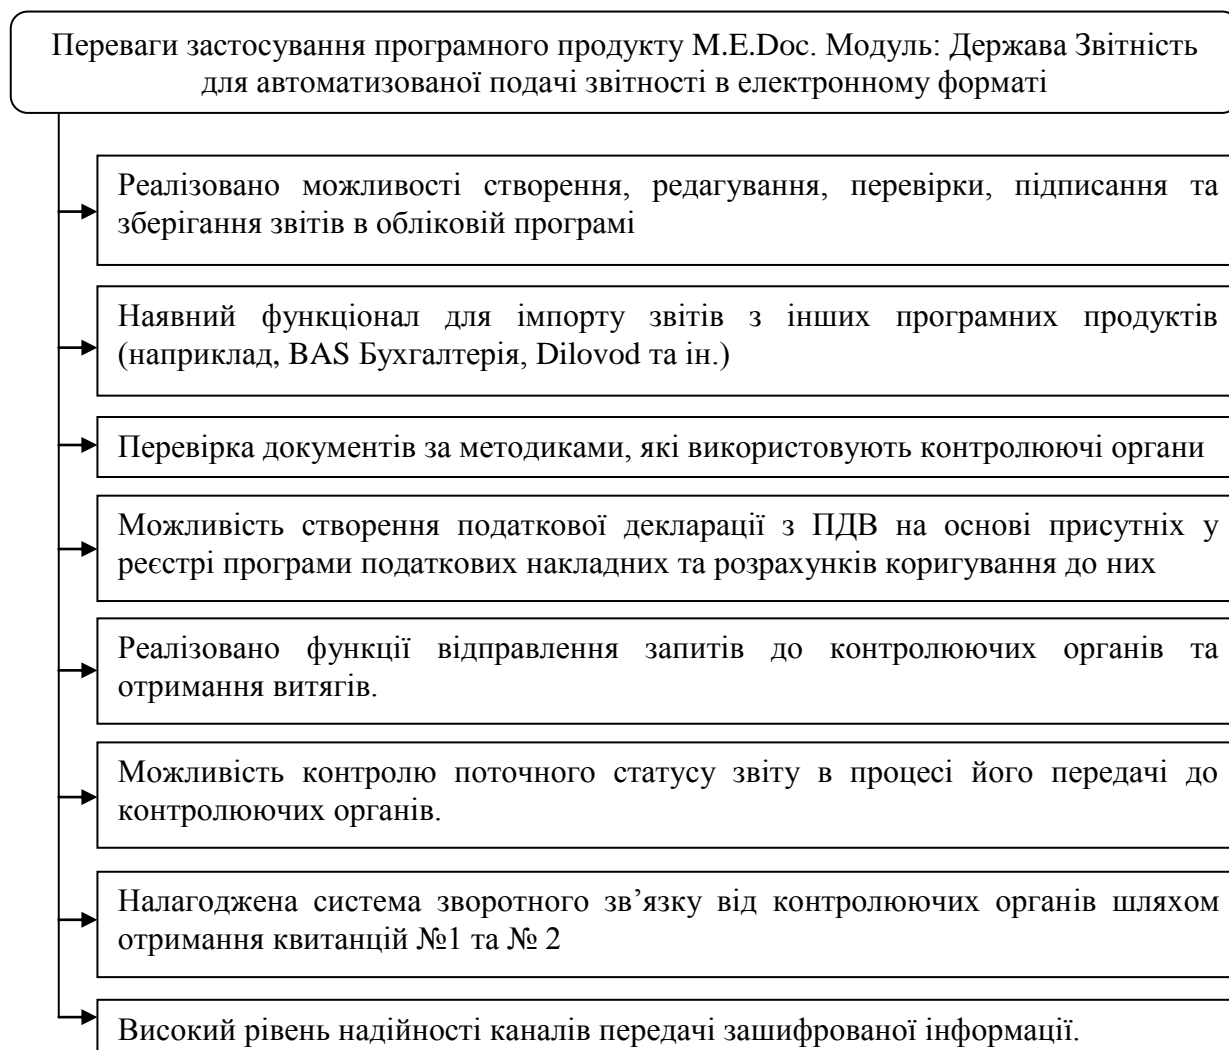 Переваги застосування програмного продукту M.E.Doc. Модуль: Держава Звітність
для автоматизованої подачі звітності в електронному форматі
Реалізовано можливості створення, редагування, перевірки, підписання та
зберігання звітів в обліковій програмі
Наявний функціонал для імпорту звітів з інших програмних продуктів
(наприклад, BAS Бухгалтерія, Dilovod та ін.)
Перевірка документів за методиками, які використовують контролюючі органи
Можливість створення податкової декларації з ПДВ на основі присутніх у
реєстрі програми податкових накладних та розрахунків коригування до них
Реалізовано функції відправлення запитів до контролюючих органів та
отримання витягів.
Можливість контролю поточного статусу звіту в процесі його передачі до
контролюючих органів.
Налагоджена система зворотного зв’язку від контролюючих органів шляхом
отримання квитанцій №1 та № 2
Високий рівень надійності каналів передачі зашифрованої інформації.